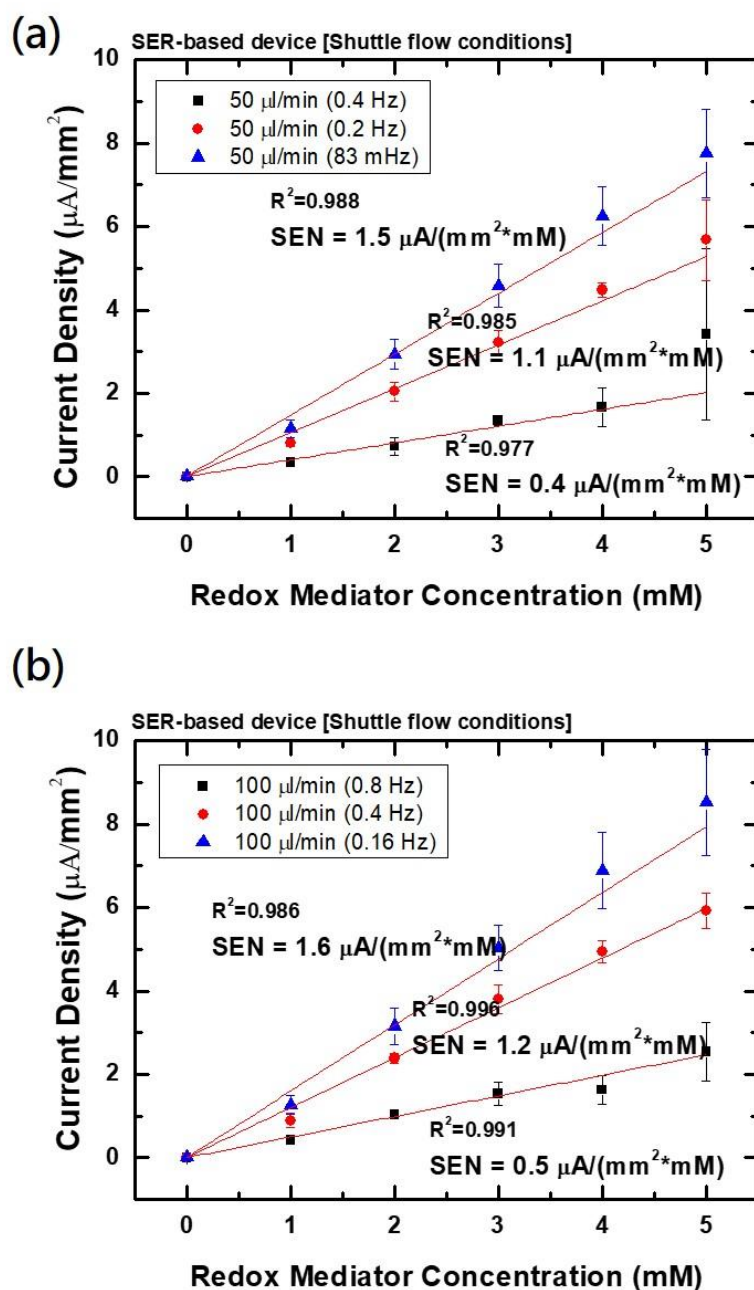 (a)
SER-based device [Shuttle flow conditions]
10
8
6
4
2
0
Current Density (μA/mm²)
50 μl/min (0.4 Hz)
50 μl/min (0.2 Hz)
50 μl/min (83 mHz)
R²=0.988
SEN = 1.5 μA/(mm²*mM)
R²=0.985
SEN = 1.1 μA/(mm²*mM)
R²=0.977
SEN = 0.4 μA/(mm²*mM)
0 1 2 3 4 5
Redox Mediator Concentration (mM)
(b)
SER-based device [Shuttle flow conditions]
10
8
6
4
2
0
Current Density (μA/mm²)
100 μl/min (0.8 Hz)
100 μl/min (0.4 Hz)
100 μl/min (0.16 Hz)
R²=0.986
SEN = 1.6 μA/(mm²*mM)
R²=0.996
SEN = 1.2 μA/(mm²*mM)
R²=0.991
SEN = 0.5 μA/(mm²*mM)
0 1 2 3 4 5
Redox Mediator Concentration (mM)